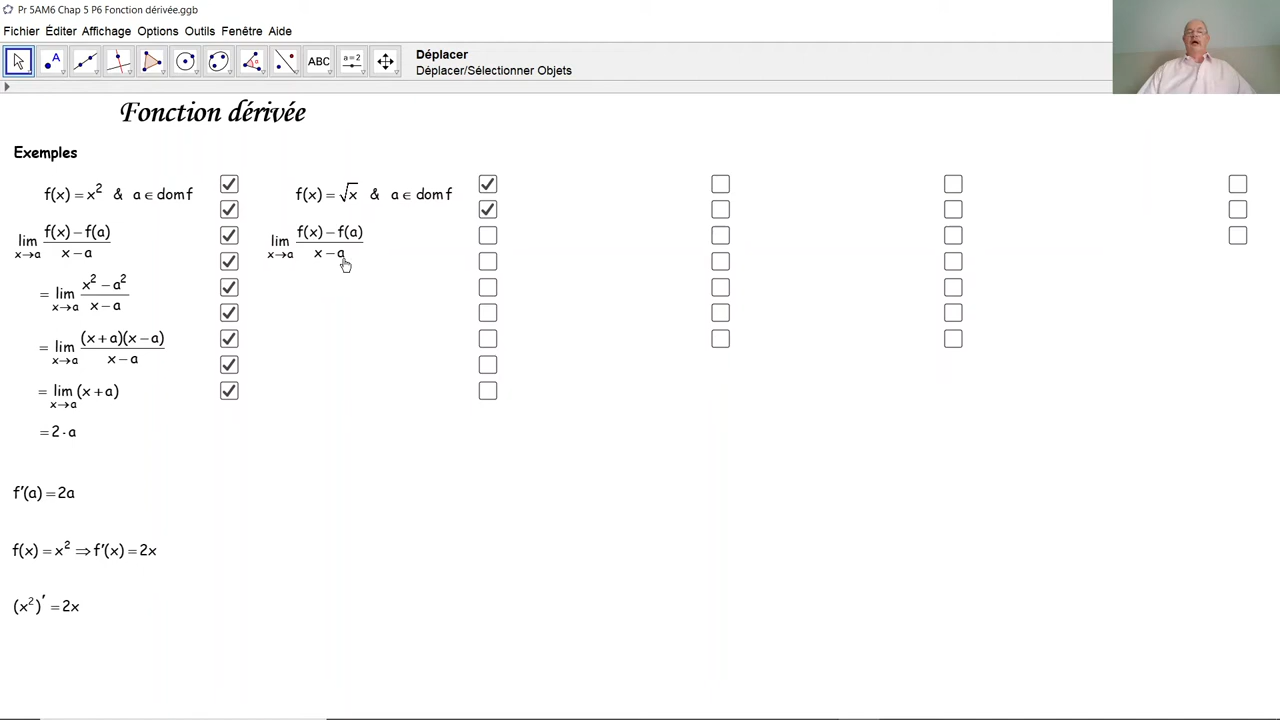 Pr 5AM6 Chap 5 P6 Fonction dérivée.ggb
Fichier Éditer Affichage Options Outils Fenêtre Aide
A ABC a=2 Déplacer
Déplacer/Sélectionner Objets
Fonction dérivée
Exemples
f(x) = x² & a ∈ dom f
lim x→a (f(x) − f(a))/(x − a)
= lim x→a (x² − a²)/(x − a)
= lim x→a ((x + a)(x − a))/(x − a)
= lim x→a (x + a)
= 2 · a
f′(a) = 2a
f(x) = x² ⇒ f′(x) = 2x
(x²)′ = 2x
f(x) = √x & a ∈ dom f
lim x→a (f(x) − f(a))/(x − a)